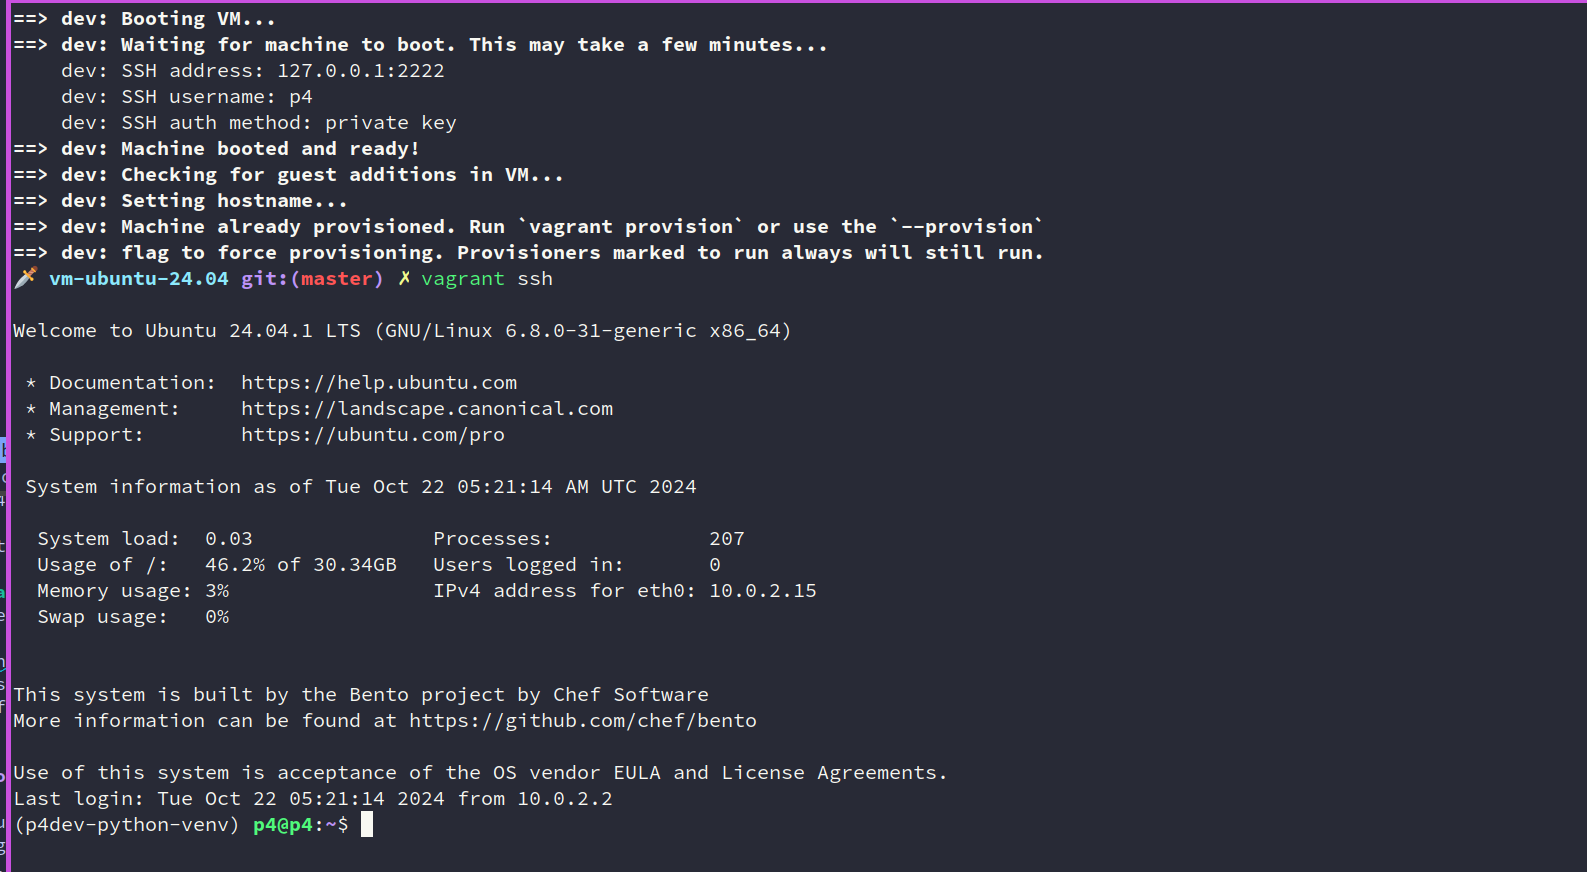 ==> dev: Booting VM...
==> dev: Waiting for machine to boot. This may take a few minutes...
    dev: SSH address: 127.0.0.1:2222
    dev: SSH username: p4
    dev: SSH auth method: private key
==> dev: Machine booted and ready!
==> dev: Checking for guest additions in VM...
==> dev: Setting hostname...
==> dev: Machine already provisioned. Run `vagrant provision` or use the `--provision`
==> dev: flag to force provisioning. Provisioners marked to run always will still run.
🗡️ vm-ubuntu-24.04 git:(master) ✗ vagrant ssh

Welcome to Ubuntu 24.04.1 LTS (GNU/Linux 6.8.0-31-generic x86_64)

 * Documentation:  https://help.ubuntu.com
 * Management:     https://landscape.canonical.com
 * Support:        https://ubuntu.com/pro

 System information as of Tue Oct 22 05:21:14 AM UTC 2024

  System load:  0.03               Processes:             207
  Usage of /:   46.2% of 30.34GB   Users logged in:       0
  Memory usage: 3%                 IPv4 address for eth0: 10.0.2.15
  Swap usage:   0%


This system is built by the Bento project by Chef Software
More information can be found at https://github.com/chef/bento

Use of this system is acceptance of the OS vendor EULA and License Agreements.
Last login: Tue Oct 22 05:21:14 2024 from 10.0.2.2
(p4dev-python-venv) p4@p4:~$